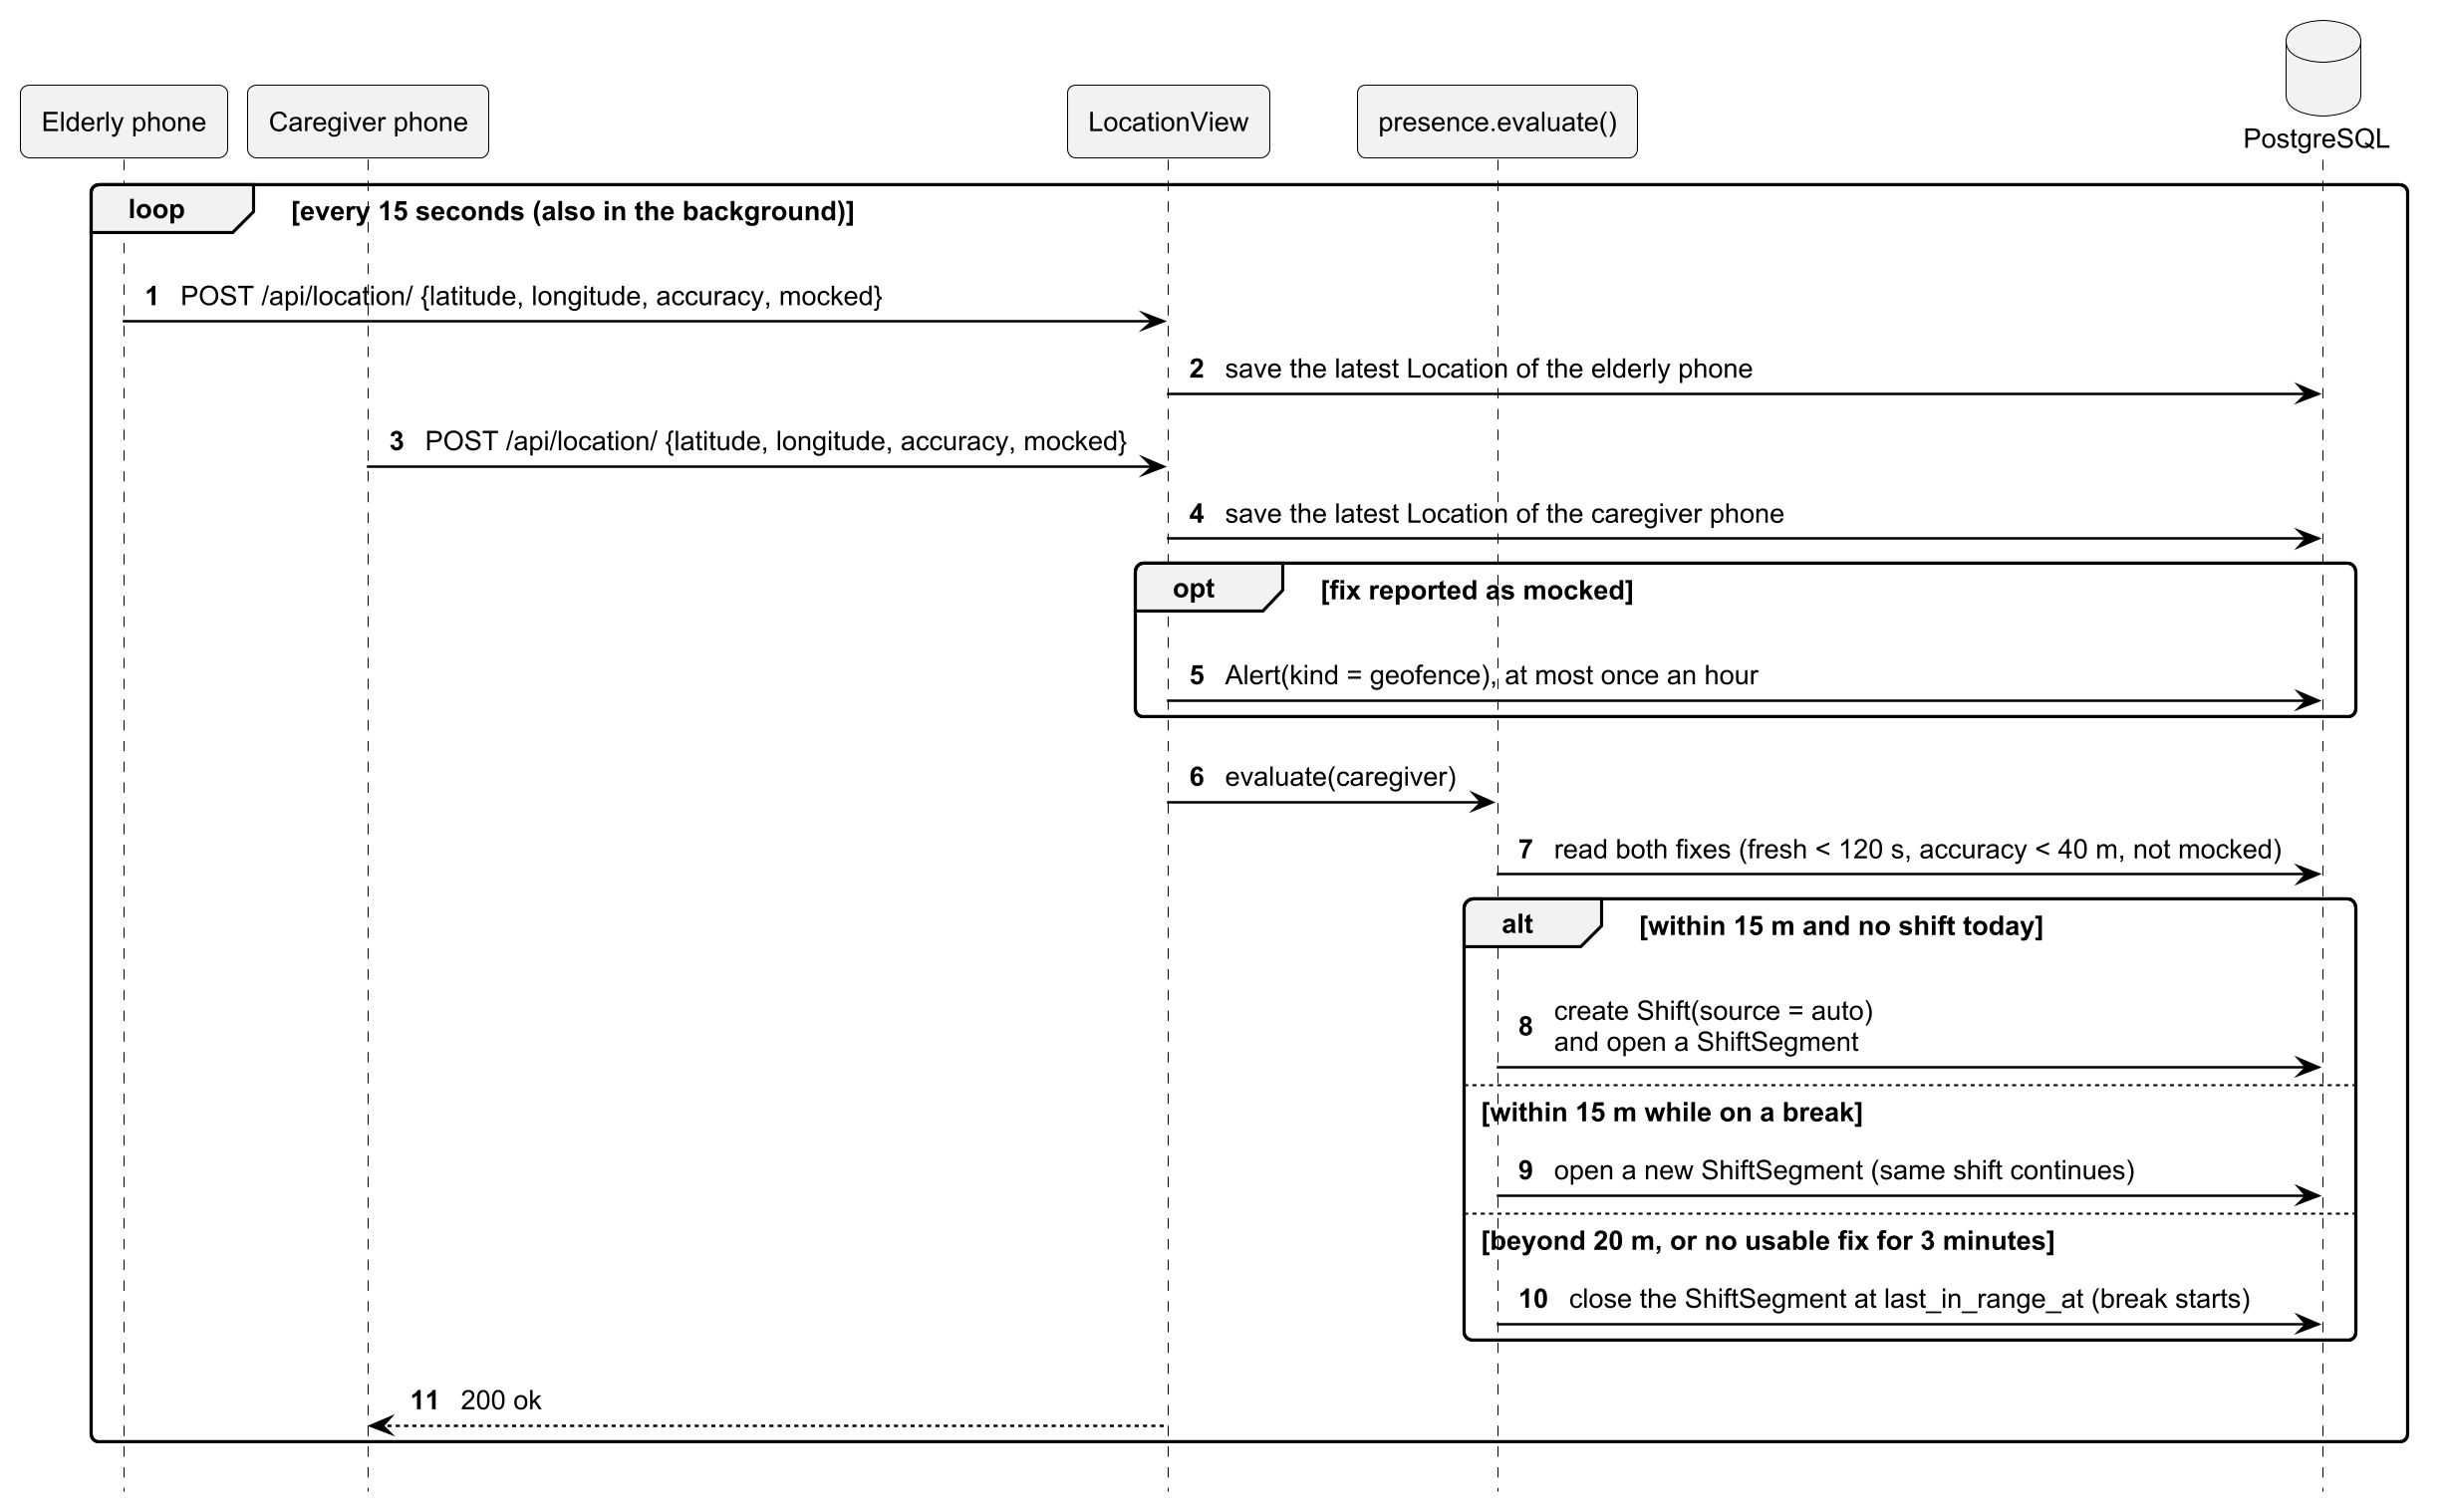 Elderly phone
Caregiver phone
LocationView
presence.evaluate()
PostgreSQL
loop
[every 15 seconds (also in the background)]
1 POST /api/location/ {latitude, longitude, accuracy, mocked}
2 save the latest Location of the elderly phone
3 POST /api/location/ {latitude, longitude, accuracy, mocked}
4 save the latest Location of the caregiver phone
opt
[fix reported as mocked]
5 Alert(kind = geofence), at most once an hour
6 evaluate(caregiver)
7 read both fixes (fresh < 120 s, accuracy < 40 m, not mocked)
alt
[within 15 m and no shift today]
8 create Shift(source = auto)
and open a ShiftSegment
[within 15 m while on a break]
9 open a new ShiftSegment (same shift continues)
[beyond 20 m, or no usable fix for 3 minutes]
10 close the ShiftSegment at last_in_range_at (break starts)
11 200 ok